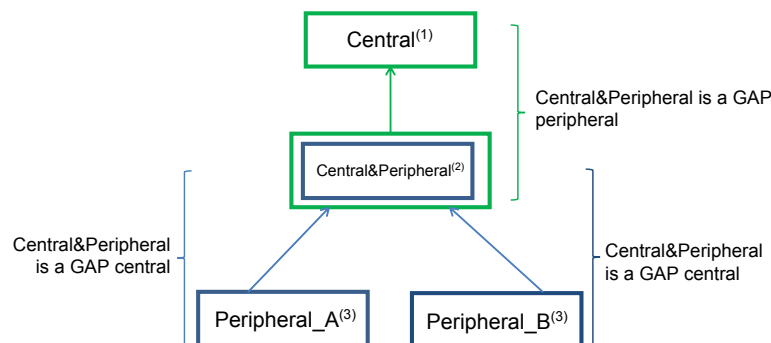 Central(1)
Central&Peripheral is a GAP
peripheral
Central&Peripheral(2)
Central&Peripheral
is a GAP central
Central&Peripheral
is a GAP central
Peripheral_A(3)
Peripheral_B(3)